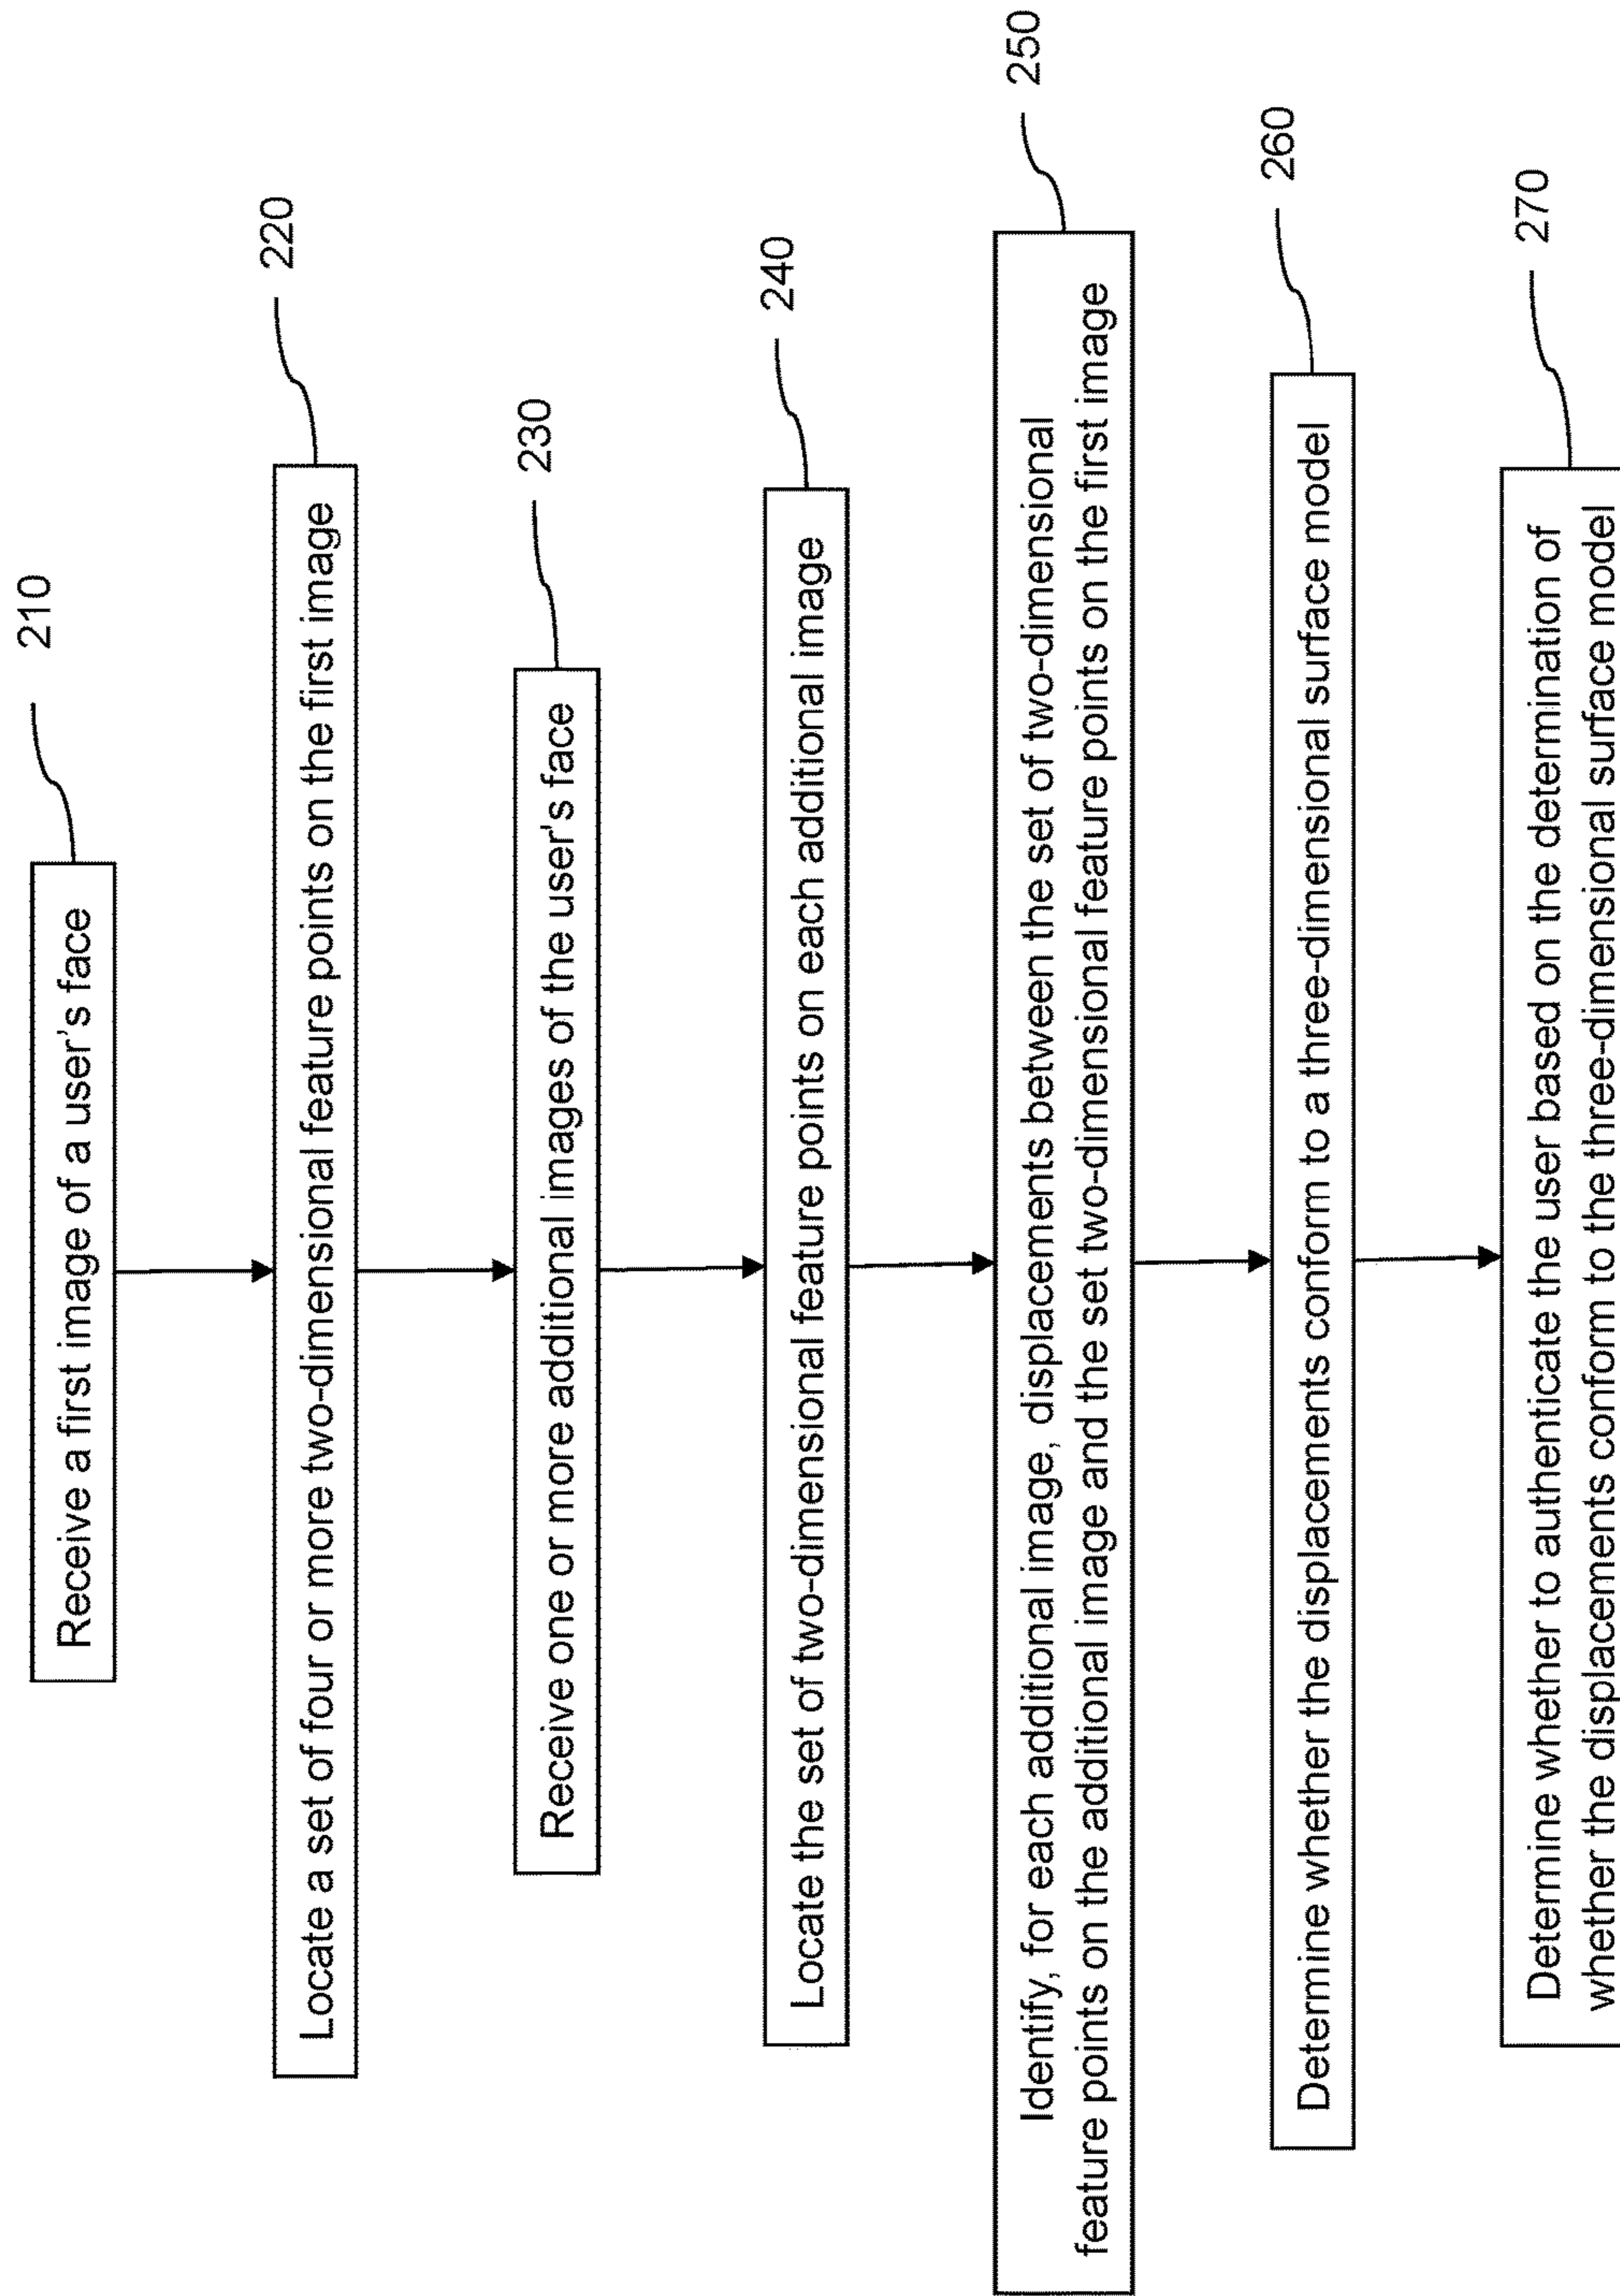 210
Receive a first image of a user's face
220
Locate a set of four or more two-dimensional feature points on the first image
230
Receive one or more additional images of the user's face
240
Locate the set of two-dimensional feature points on each additional image
250
Identify, for each additional image, displacements between the set of two-dimensional
feature points on the additional image and the set two-dimensional feature points on the first image
260
Determine whether the displacements conform to a three-dimensional surface model
270
Determine whether to authenticate the user based on the determination of
whether the displacements conform to the three-dimensional surface model